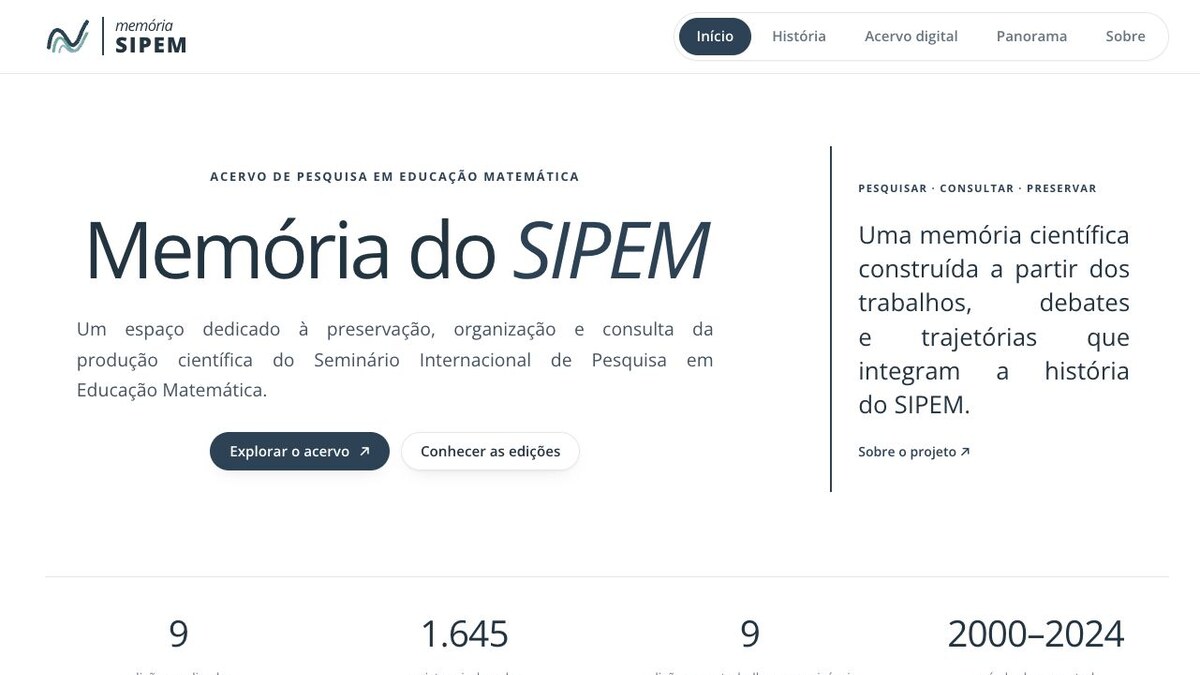 memória
SIPEM
Início
História
Acervo digital
Panorama
Sobre
ACERVO DE PESQUISA EM EDUCAÇÃO MATEMÁTICA
Memória do SIPEM
Um espaço dedicado à preservação, organização e consulta da
produção científica do Seminário Internacional de Pesquisa em
Educação Matemática.
Explorar o acervo ↗
Conhecer as edições
PESQUISAR · CONSULTAR · PRESERVAR
Uma memória científica
construída a partir dos
trabalhos, debates
e trajetórias que
integram a história
do SIPEM.
Sobre o projeto ↗
9
1.645
9
2000–2024